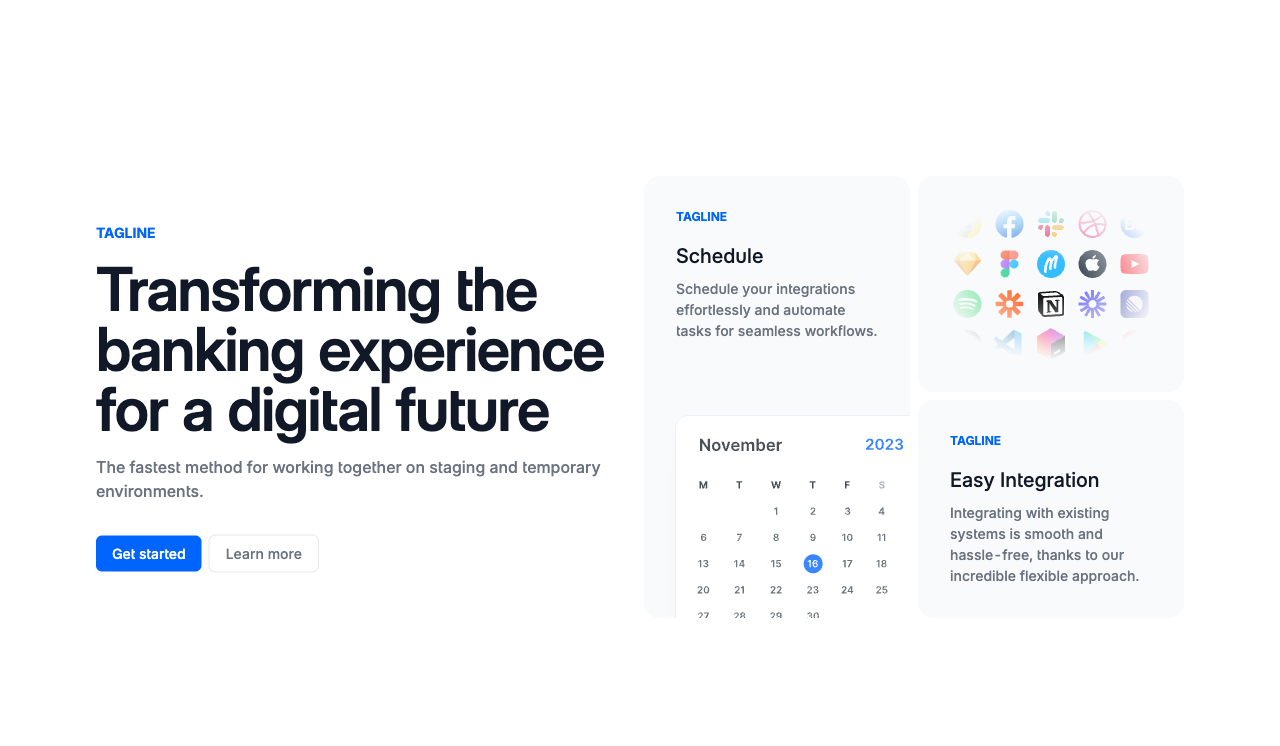 TAGLINE
Transforming the
banking experience
for a digital future
The fastest method for working together on staging and temporary
environments.
Get started
Learn more
TAGLINE
Schedule
Schedule your integrations
effortlessly and automate
tasks for seamless workflows.
November 2023
M T W T F S
1 2 3 4
6 7 8 9 10 11
13 14 15 16 17 18
20 21 22 23 24 25
27 28 29 30
TAGLINE
Easy Integration
Integrating with existing
systems is smooth and
hassle-free, thanks to our
incredible flexible approach.